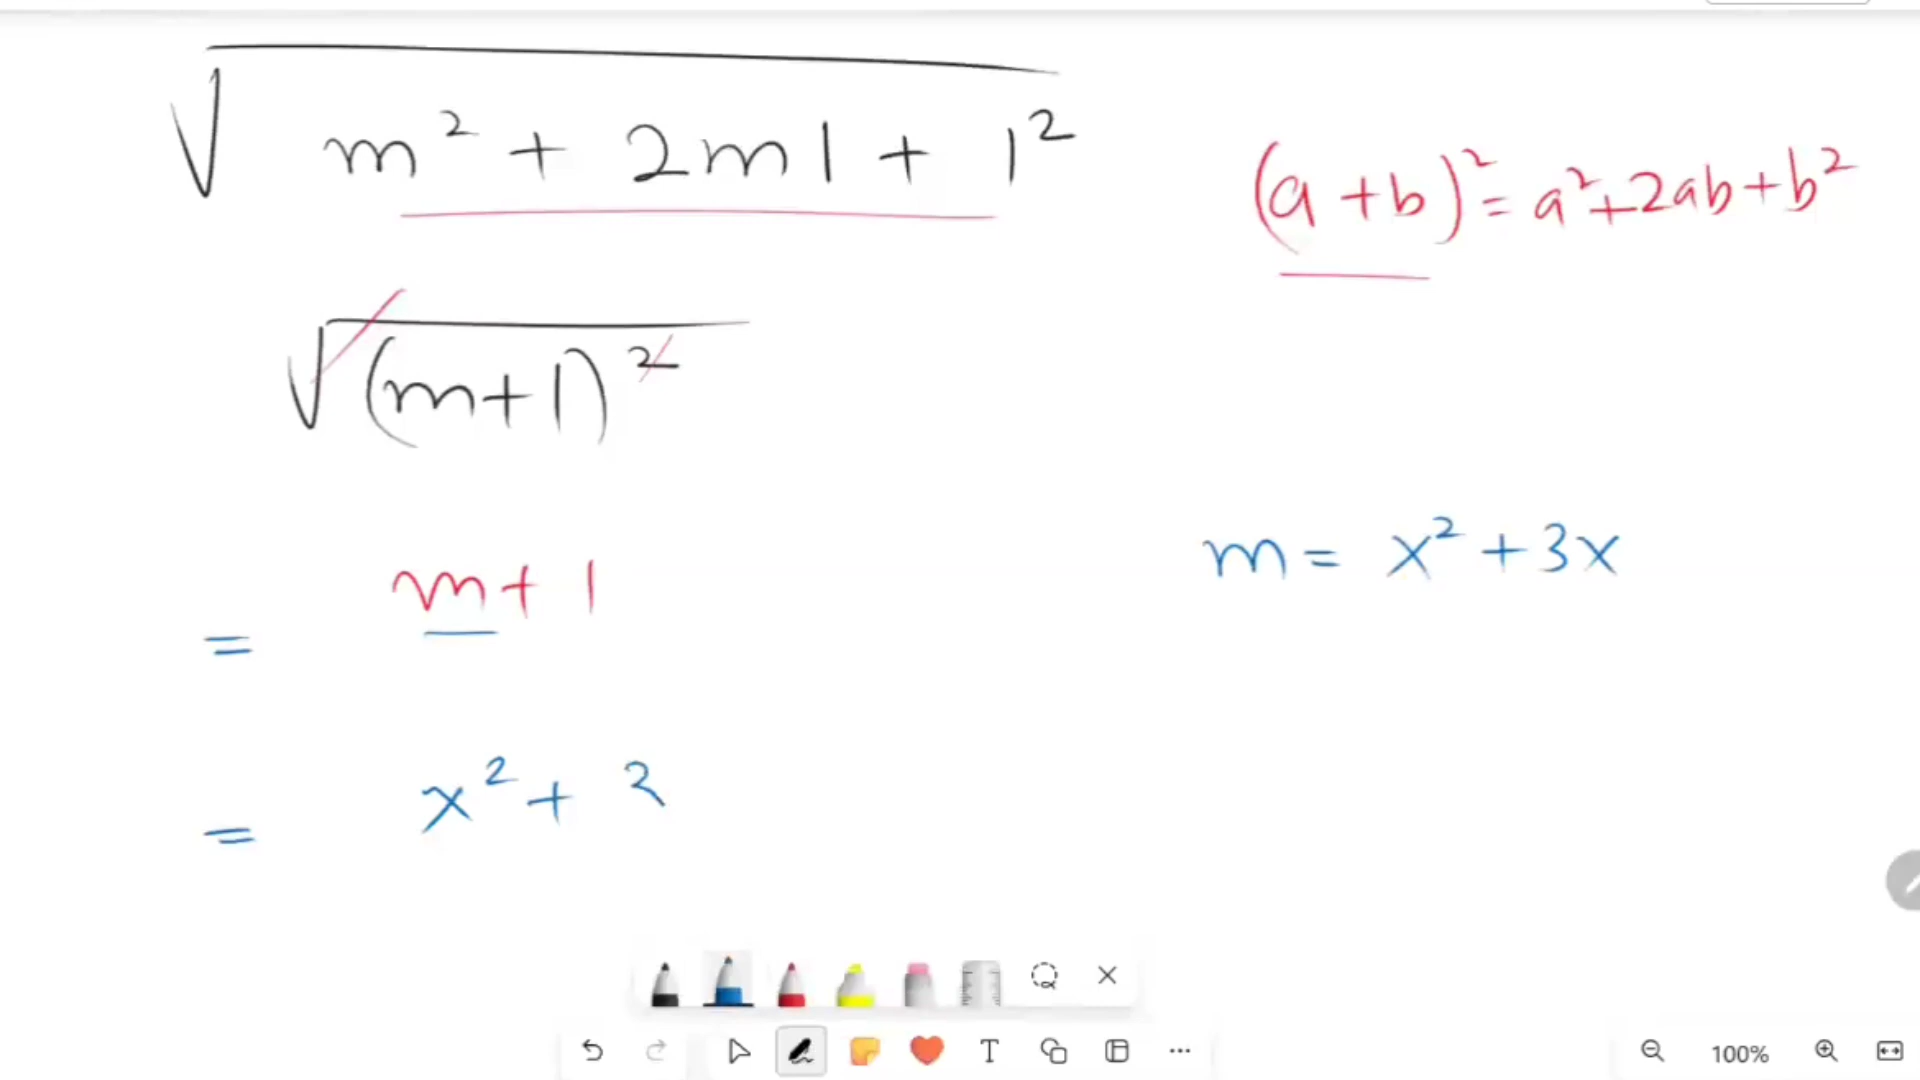 √ m² + 2m1 + 1²
(a + b)² = a² + 2ab + b²
√(m+1)²
= m + 1
m = x² + 3x
= x² + 2
T
100%